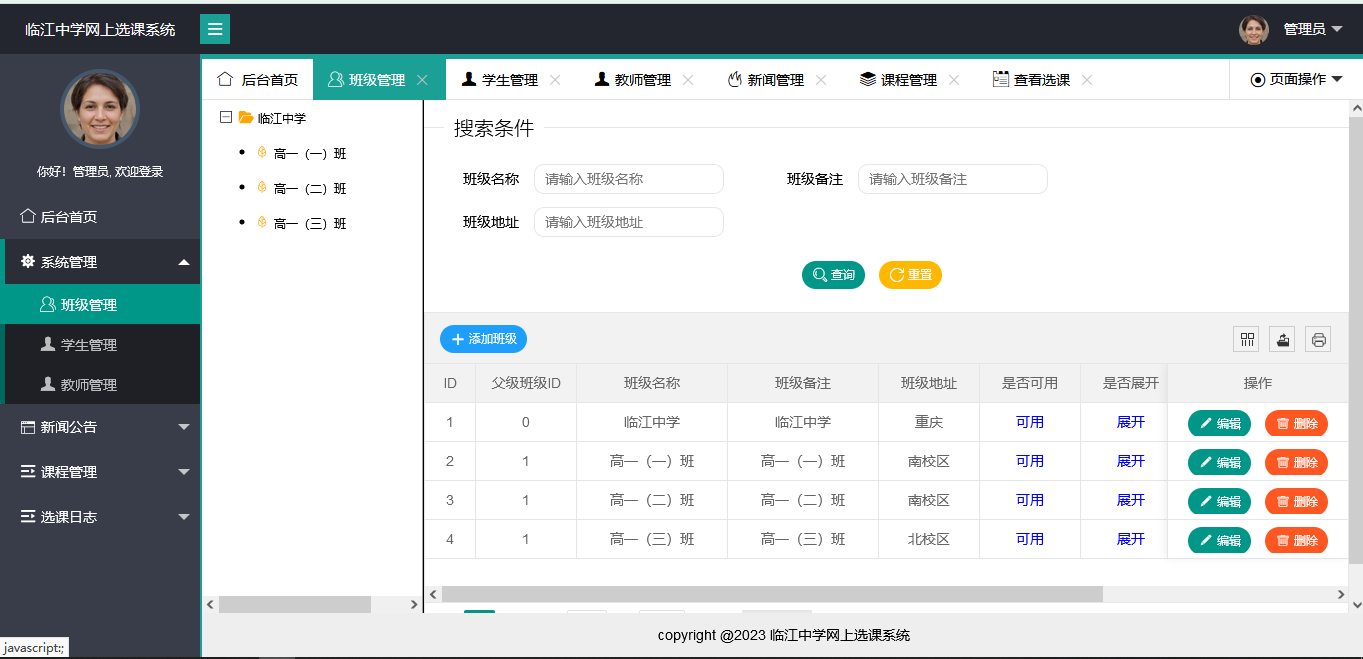 临江中学网上选课系统
管理员
后台首页 班级管理 学生管理 教师管理 新闻管理 课程管理 查看选课 页面操作
你好！管理员, 欢迎登录
后台首页
系统管理
班级管理
学生管理
教师管理
新闻公告
课程管理
选课日志
临江中学
高一（一）班
高一（二）班
高一（三）班
搜索条件
班级名称 请输入班级名称 班级备注 请输入班级备注
班级地址 请输入班级地址
查询 重置
添加班级
ID 父级班级ID 班级名称 班级备注 班级地址 是否可用 是否展开 操作
1 0 临江中学 临江中学 重庆 可用 展开 编辑 删除
2 1 高一（一）班 高一（一）班 南校区 可用 展开 编辑 删除
3 1 高一（二）班 高一（二）班 南校区 可用 展开 编辑 删除
4 1 高一（三）班 高一（三）班 北校区 可用 展开 编辑 删除
copyright @2023 临江中学网上选课系统
javascript:;